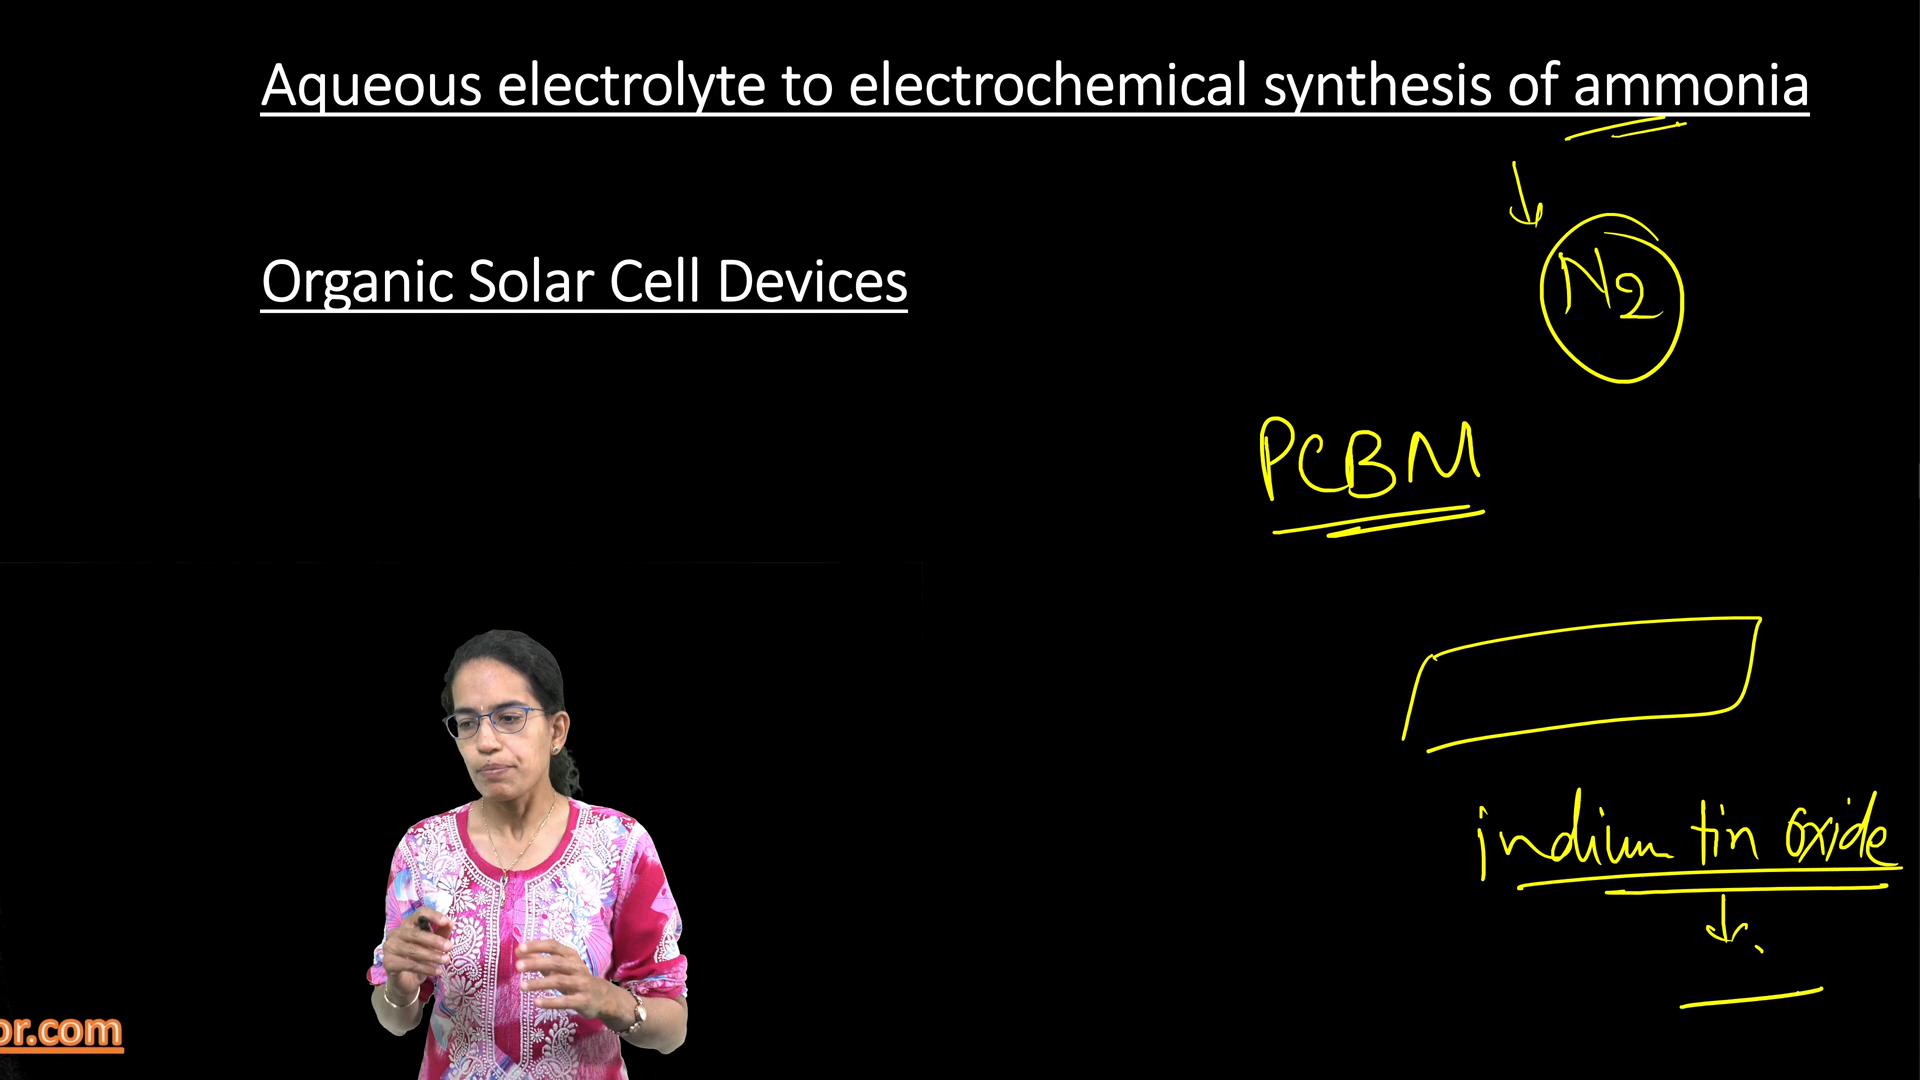 Aqueous electrolyte to electrochemical synthesis of ammonia
N2
Organic Solar Cell Devices
PCBM
indium tin oxide
or.com